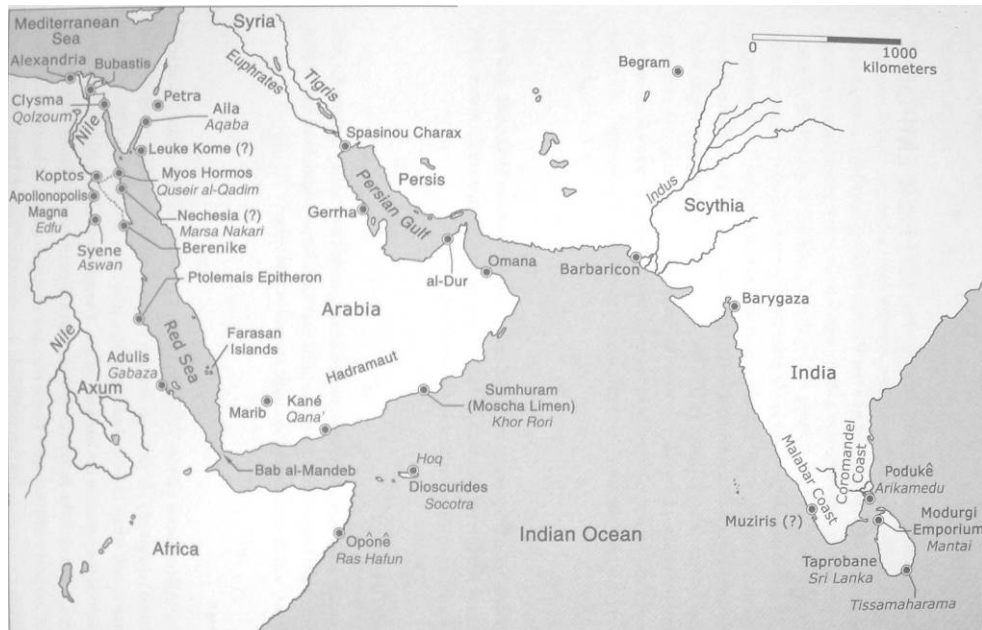 Mediterranean
Sea
Syria
Alexandria
Bubastis
Euphrates
Tigris
Begram
0
1000
kilometers
Clysma
Qolzoum
Petra
Nile
Aila
Aqaba
Leuke Kome (?)
Spasinou Charax
Koptos
Myos Hormos
Quseir al-Qadim
Persian Gulf
Persis
Indus
Scythia
Apollonopolis
Magna
Edfu
Nechesia (?)
Marsa Nakari
Gerrha
Syene
Aswan
Berenike
al-Dur
Omana
Barbaricon
Ptolemais Epitheron
Barygaza
Arabia
Nile
Red Sea
Farasan
Islands
Adulis
Gabaza
Hadramaut
India
Axum
Marib
Kané
Qana'
Sumhuram
(Moscha Limen)
Khor Rori
Malabar Coast
Coromandel
Coast
Bab al-Mandeb
Hoq
Dioscurides
Socotra
Podukê
Arikamedu
Muziris (?)
Modurgi
Emporium
Mantai
Africa
Opônê
Ras Hafun
Indian Ocean
Taprobane
Sri Lanka
Tissamaharama